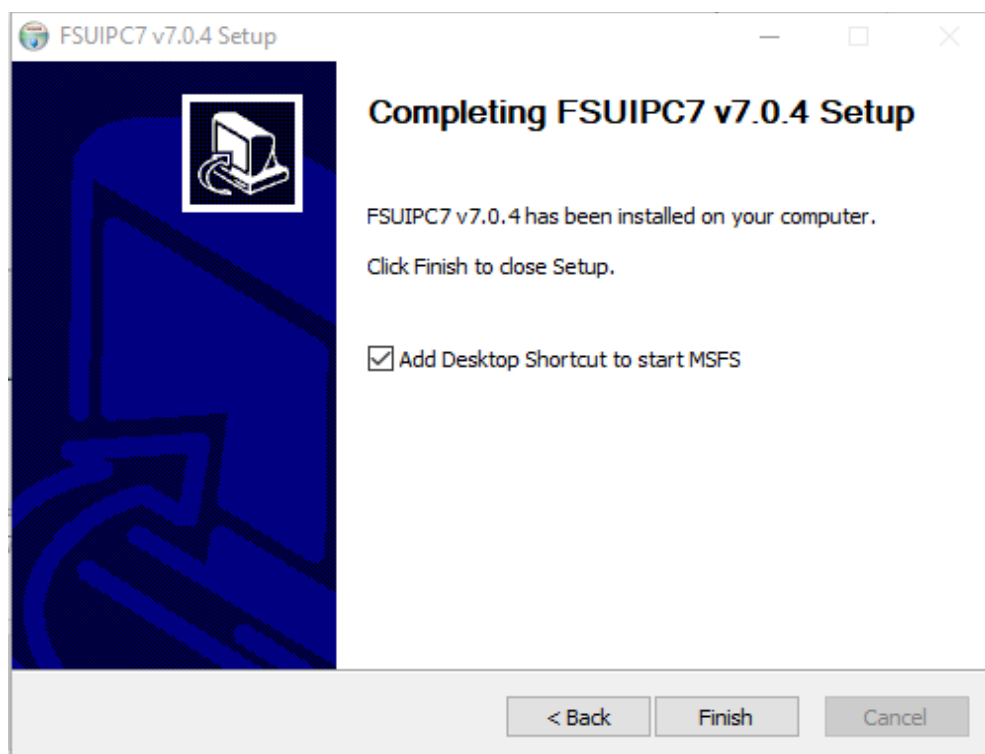 FSUIPC7 v7.0.4 Setup
Completing FSUIPC7 v7.0.4 Setup
FSUIPC7 v7.0.4 has been installed on your computer.
Click Finish to close Setup.
Add Desktop Shortcut to start MSFS
< Back
Finish
Cancel